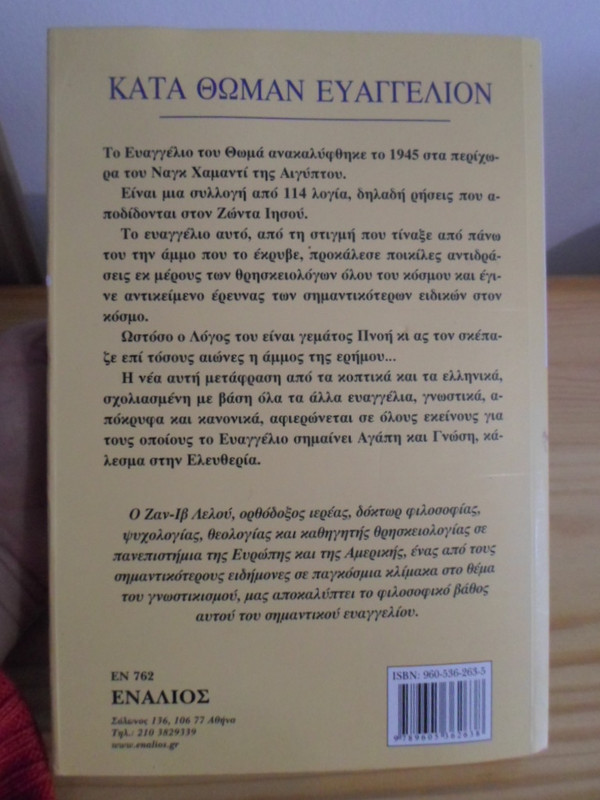 ΚΑΤΑ ΘΩΜΑΝ ΕΥΑΓΓΕΛΙΟΝ
Το Ευαγγέλιο του Θωμά ανακαλύφθηκε το 1945 στα περίχω-
ρα του Ναγκ Χαμαντί της Αιγύπτου.
Είναι μια συλλογή από 114 λογία, δηλαδή ρήσεις που α-
ποδίδονται στον Ζώντα Ιησού.
Το ευαγγέλιο αυτό, από τη στιγμή που τίναξε από πάνω
του την άμμο που το έκρυβε, προκάλεσε ποικίλες αντιδρά-
σεις εκ μέρους των θρησκειολόγων όλου του κόσμου και έγι-
νε αντικείμενο έρευνας των σημαντικότερων ειδικών στον
κόσμο.
Ωστόσο ο Λόγος του είναι γεμάτος Πνοή κι ας τον σκέπα-
ζε επί τόσους αιώνες η άμμος της ερήμου...
Η νέα αυτή μετάφραση από τα κοπτικά και τα ελληνικά,
σχολιασμένη με βάση όλα τα άλλα ευαγγέλια, γνωστικά, α-
πόκρυφα και κανονικά, αφιερώνεται σε όλους εκείνους για
τους οποίους το Ευαγγέλιο σημαίνει Αγάπη και Γνώση, κά-
λεσμα στην Ελευθερία.
Ο Ζαν-Ιβ Λελού, ορθόδοξος ιερέας, δόκτωρ φιλοσοφίας,
ψυχολογίας, θεολογίας και καθηγητής θρησκειολογίας σε
πανεπιστήμια της Ευρώπης και της Αμερικής, ένας από τους
σημαντικότερους ειδήμονες σε παγκόσμια κλίμακα στο θέμα
του γνωστικισμού, μας αποκαλύπτει το φιλοσοφικό βάθος
αυτού του σημαντικού ευαγγελίου.
ΕΝ 762
ΕΝΑΛΙΟΣ
Σόλωνος 136, 106 77 Αθήνα
Τηλ.: 210 3829339
www.enalios.gr
ISBN: 960-536-263-5
9 789605 362638